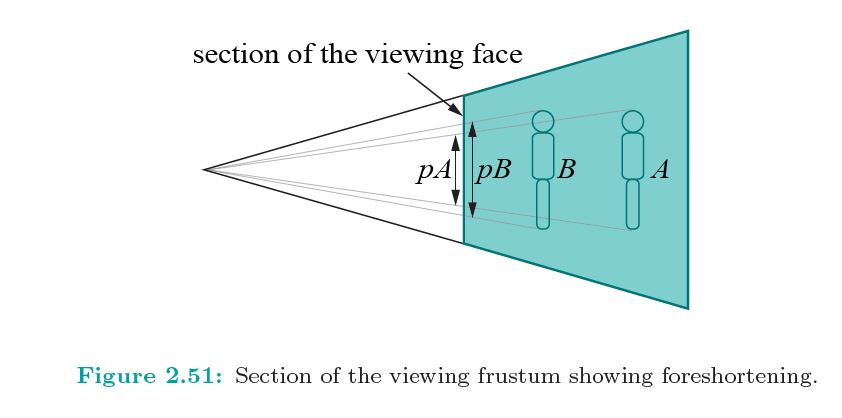 section of the viewing face
pA pB B A
Figure 2.51: Section of the viewing frustum showing foreshortening.